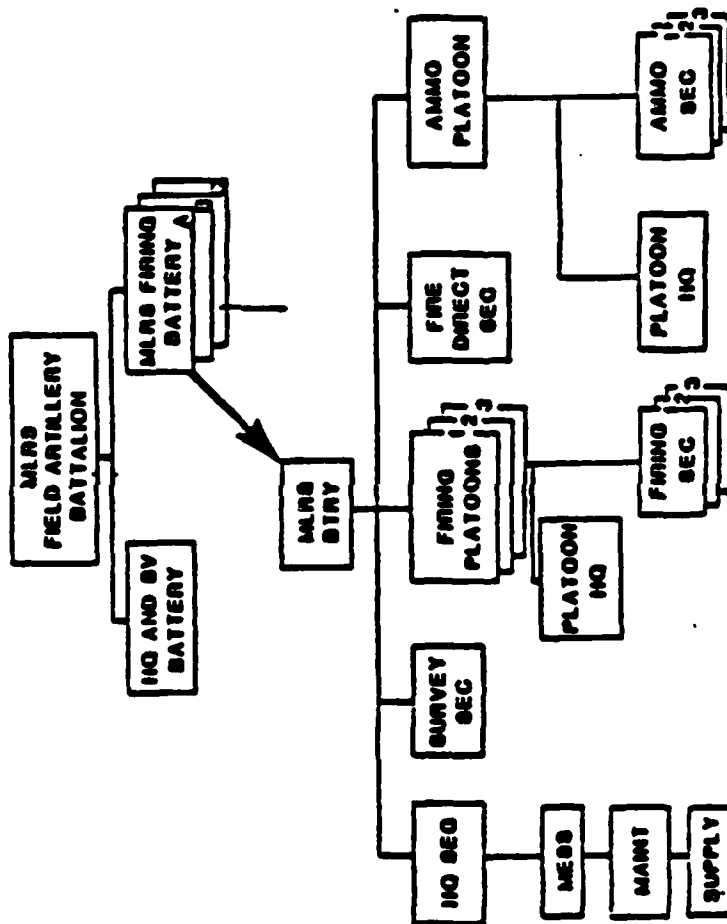 MLRS
FIELD ARTILLERY
BATTALION
HQ AND SV
BATTERY
MLRS FIRING
BATTERY A
MLRS
BTRY
HQ SEC
SURVEY
SEC
FIRING
PLATOONS
1
2
3
FIRE
DIRECT
SEC
AMMO
PLATOON
MESS
MAINT
SUPPLY
PLATOON
HQ
FIRING
SEC
1
2
3
PLATOON
HQ
AMMO
SEC
1
2
3